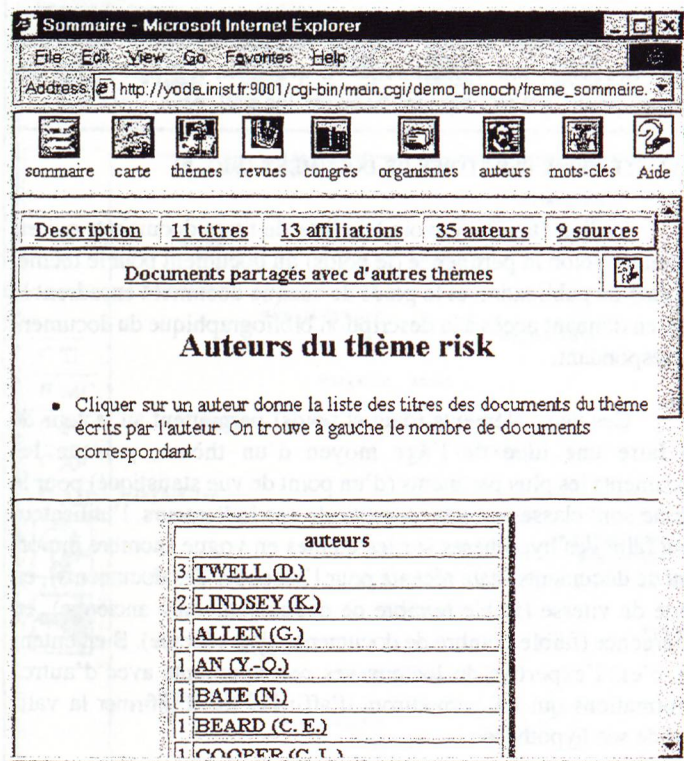 Sommaire - Microsoft Internet Explorer
File Edit View Go Favorites Help
Address http://yoda.inist.fr:9001/cgi-bin/main.cgi/demo_henoch/frame_sommaire.
sommaire carte thèmes revues congrès organismes auteurs mots-clés Aide
Description 11 titres 13 affiliations 35 auteurs 9 sources
Documents partagés avec d'autres thèmes
Auteurs du thème risk
• Cliquer sur un auteur donne la liste des titres des documents du thème
écrits par l'auteur. On trouve à gauche le nombre de documents
correspondant.
auteurs
3 TWELL (D.)
2 LINDSEY (K.)
1 ALLEN (G.)
1 AN (Y.-Q.)
1 BATE (N.)
1 BEARD (C. E.)
1 COOPER (C. I.)